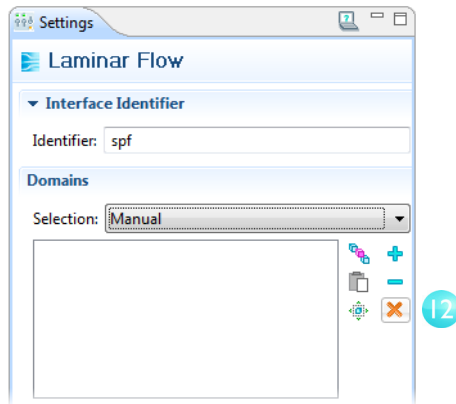 Settings
Laminar Flow
Interface Identifier
Identifier: spf
Domains
Selection: Manual
12